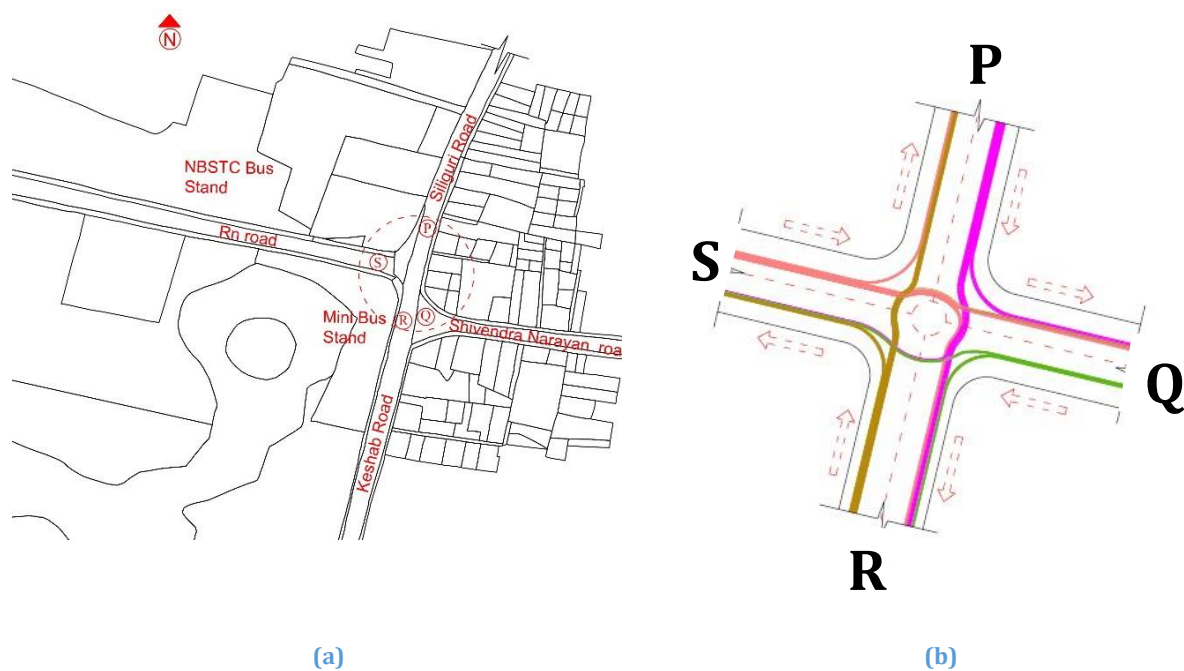 N
NBSTC Bus
Stand
Siliguri Road
Rn road
P
S
R
Q
Mini Bus
Stand
Shivendra Narayan roa
Keshab Road
(a)
P
S
Q
R
(b)